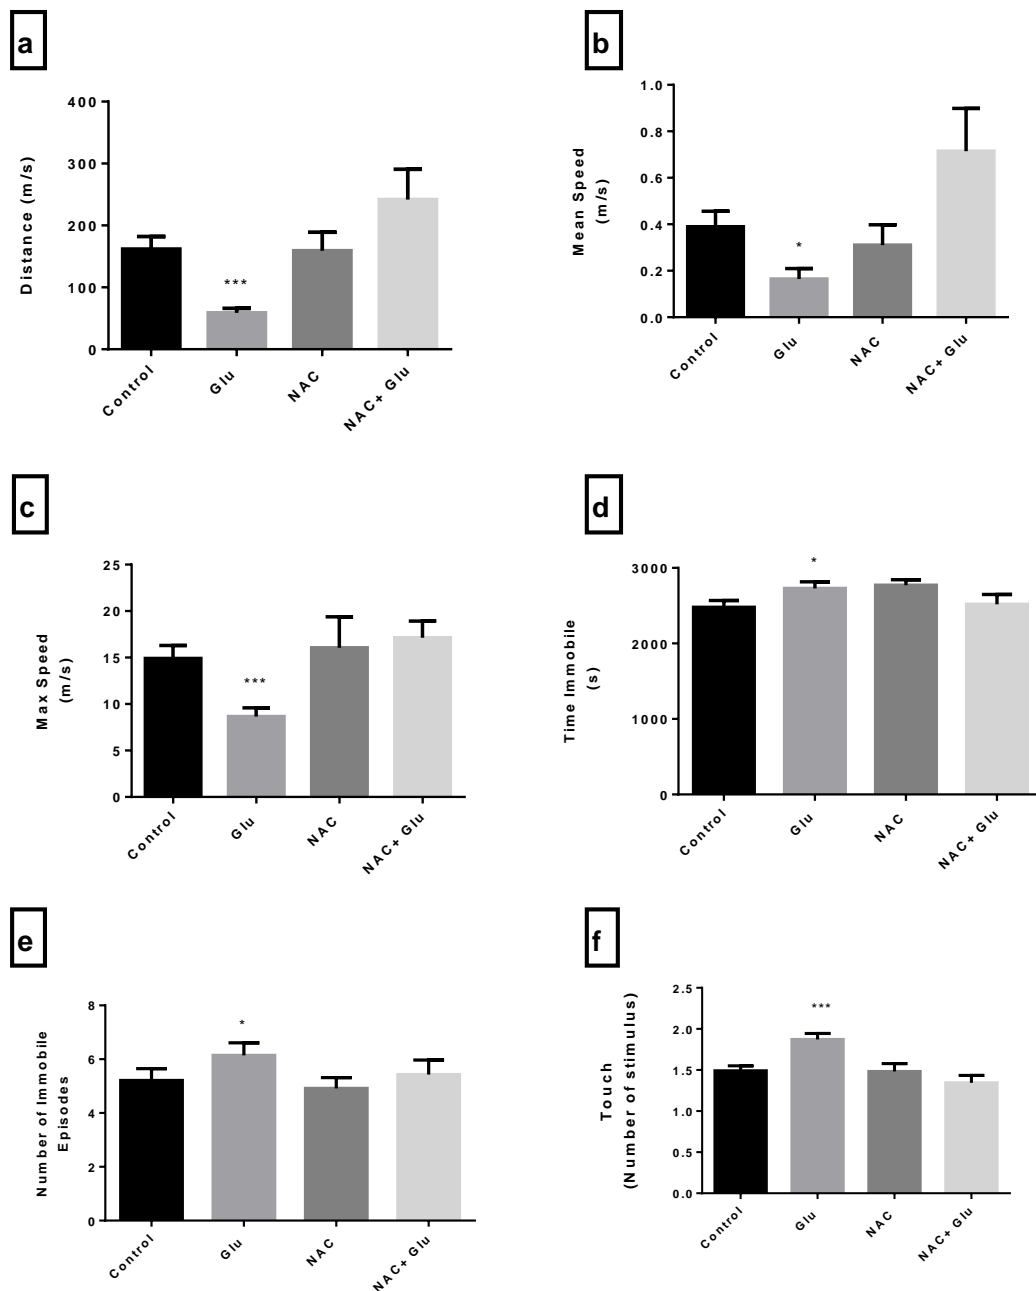 a
Distance (m/s)
400
300
200
100
0
***
Control
Glu
NAC
NAC+ Glu
b
Mean Speed
(m/s)
1.0
0.8
0.6
0.4
0.2
0.0
*
Control
Glu
NAC
NAC+ Glu
c
Max Speed
(m/s)
25
20
15
10
5
0
***
Control
Glu
NAC
NAC+ Glu
d
Time Immobile
(s)
3000
2000
1000
0
*
Control
Glu
NAC
NAC+ Glu
e
Number of Immobile
Episodes
8
6
4
2
0
*
Control
Glu
NAC
NAC+ Glu
f
Touch
(Number of stimulus)
2.5
2.0
1.5
1.0
0.5
0.0
***
Control
Glu
NAC
NAC+ Glu